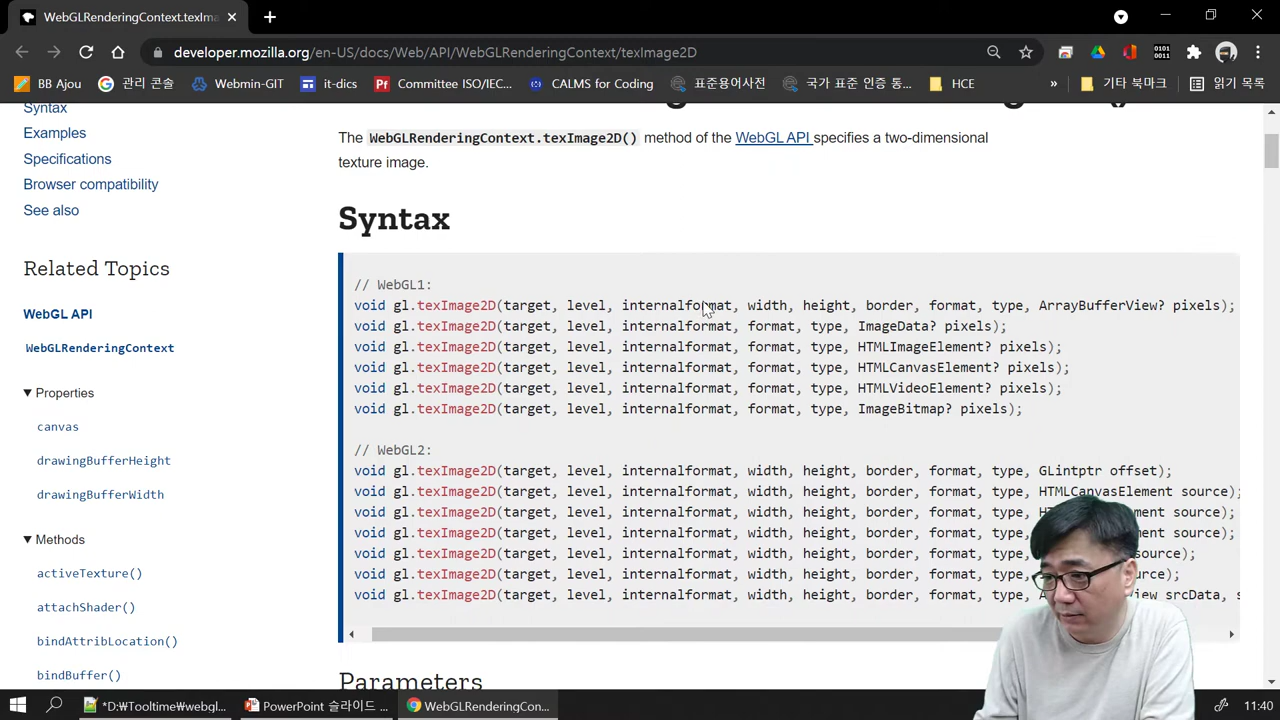 WebGLRenderingContext.texIma
developer.mozilla.org/en-US/docs/Web/API/WebGLRenderingContext/texImage2D
BB Ajou
관리 콘솔
Webmin-GIT
it-dics
Committee ISO/IEC...
CALMS for Coding
표준용어사전
국가 표준 인증 통...
HCE
»
기타 북마크
읽기 목록
Syntax
Examples
Specifications
Browser compatibility
See also
Related Topics
WebGL API
WebGLRenderingContext
Properties
canvas
drawingBufferHeight
drawingBufferWidth
Methods
activeTexture()
attachShader()
bindAttribLocation()
bindBuffer()
The WebGLRenderingContext.texImage2D() method of the WebGL API specifies a two-dimensional
texture image.
Syntax
// WebGL1:
void gl.texImage2D(target, level, internalformat, width, height, border, format, type, ArrayBufferView? pixels);
void gl.texImage2D(target, level, internalformat, format, type, ImageData? pixels);
void gl.texImage2D(target, level, internalformat, format, type, HTMLImageElement? pixels);
void gl.texImage2D(target, level, internalformat, format, type, HTMLCanvasElement? pixels);
void gl.texImage2D(target, level, internalformat, format, type, HTMLVideoElement? pixels);
void gl.texImage2D(target, level, internalformat, format, type, ImageBitmap? pixels);
// WebGL2:
void gl.texImage2D(target, level, internalformat, width, height, border, format, type, GLintptr offset);
void gl.texImage2D(target, level, internalformat, width, height, border, format, type, HTMLCanvasElement source);
void gl.texImage2D(target, level, internalformat, width, height, border, format, type, source);
void gl.texImage2D(target, level, internalformat, width, height, border, format, type, source);
void gl.texImage2D(target, level, internalformat, width, height, border, format, type, source);
void gl.texImage2D(target, level, internalformat, width, height, border, format, type,
void gl.texImage2D(target, level, internalformat, width, height, border, format, type, srcData,
Parameters
*D:₩Tooltime₩webgl...
PowerPoint 슬라이드 ...
WebGLRenderingCon...
11:40